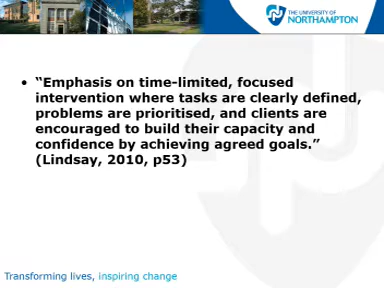 THE UNIVERSITY OF
NORTHAMPTON
• “Emphasis on time-limited, focused
intervention where tasks are clearly defined,
problems are prioritised, and clients are
encouraged to build their capacity and
confidence by achieving agreed goals.”
(Lindsay, 2010, p53)
Transforming lives, inspiring change